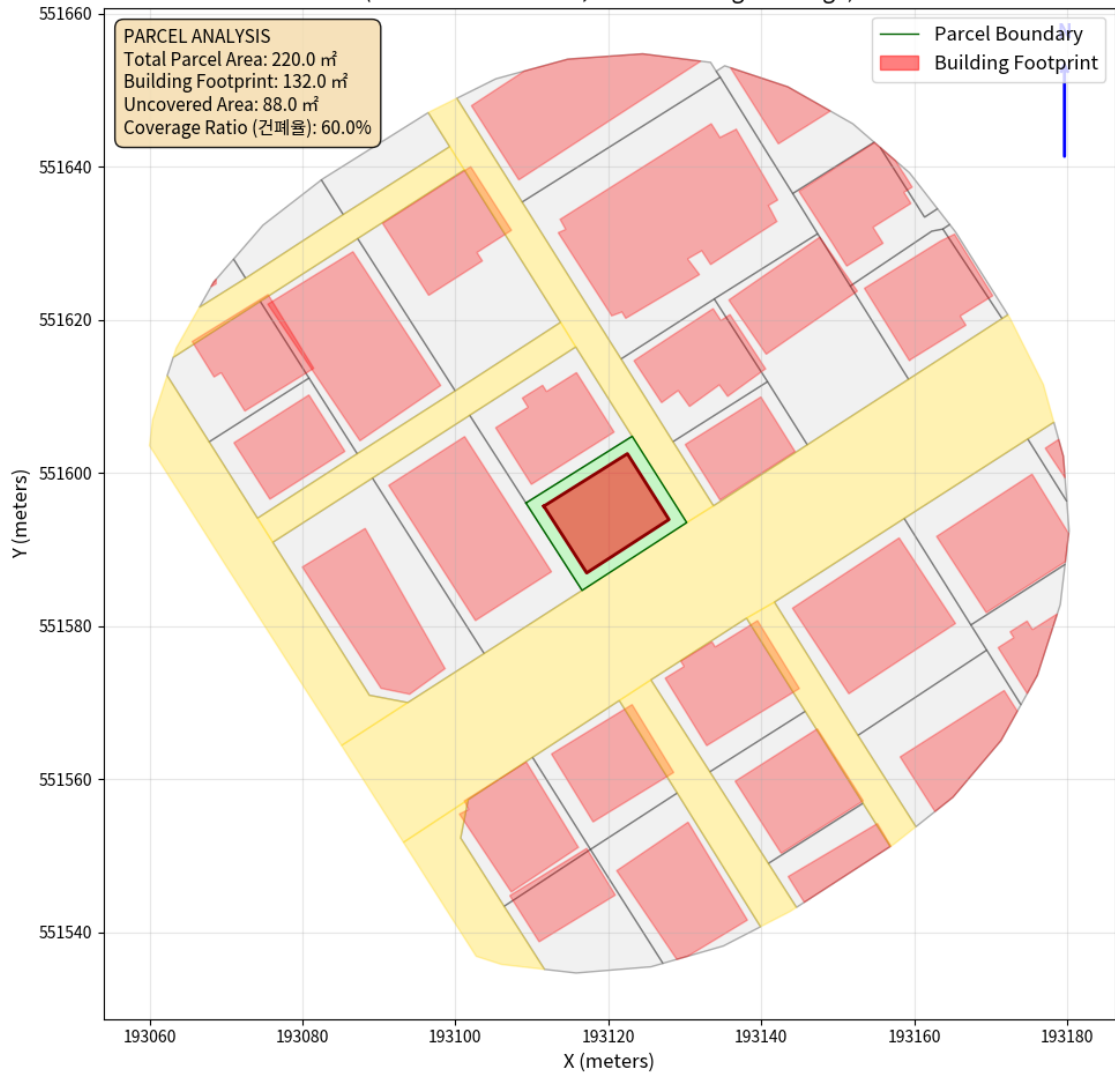 PARCEL ANALYSIS
Total Parcel Area: 220.0 ㎡
Building Footprint: 132.0 ㎡
Uncovered Area: 88.0 ㎡
Coverage Ratio (건폐율): 60.0%
Parcel Boundary
Building Footprint
N
551660
551640
551620
551600
551580
551560
551540
Y (meters)
193060
193080
193100
193120
193140
193160
193180
X (meters)